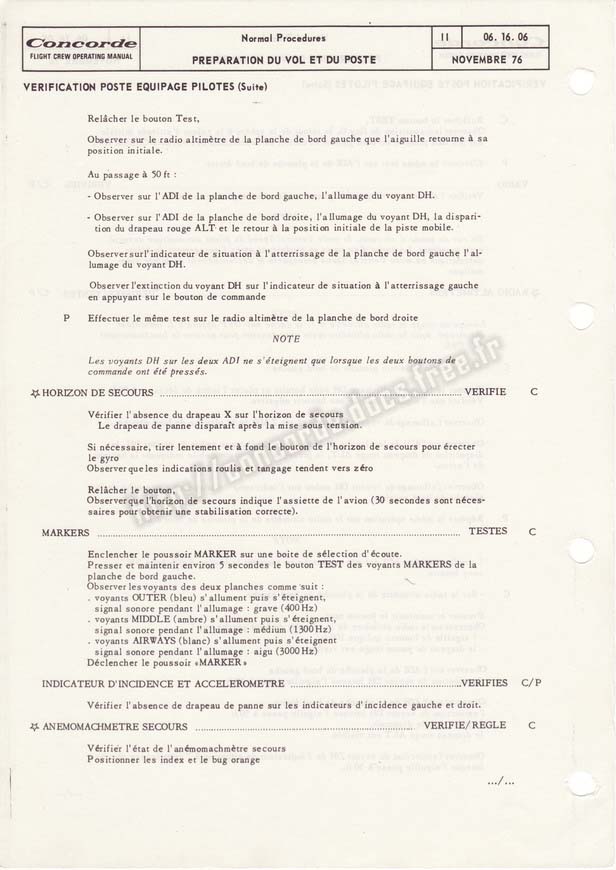 Concorde
FLIGHT CREW OPERATING MANUAL
Normal Procedures
PREPARATION DU VOL ET DU POSTE
11
06. 16. 06
NOVEMBRE 76
VERIFICATION POSTE EQUIPAGE PILOTES (Suite)
Relâcher le bouton Test,
Observer sur le radio altimètre de la planche de bord gauche que l'aiguille retourne à sa
position initiale.
Au passage à 50 ft :
- Observer sur l'ADI de la planche de bord gauche, l'allumage du voyant DH.
- Observer sur l'ADI de la planche de bord droite, l'allumage du voyant DH, la dispari-
tion du drapeau rouge ALT et le retour à la position initiale de la piste mobile.
Observer sur l'indicateur de situation à l'atterrissage de la planche de bord gauche l'al-
lumage du voyant DH.
Observer l'extinction du voyant DH sur l'indicateur de situation à l'atterrissage gauche
en appuyant sur le bouton de commande
P Effectuer le même test sur le radio altimètre de la planche de bord droite
NOTE
Les voyants DH sur les deux ADI ne s'éteignent que lorsque les deux boutons de
commande ont été pressés.
☆ HORIZON DE SECOURS ........ VERIFIE C
Vérifier l'absence du drapeau X sur l'horizon de secours
Le drapeau de panne disparaît après la mise sous tension.
Si nécessaire, tirer lentement et à fond le bouton de l'horizon de secours pour érecter
le gyro
Observer que les indications roulis et tangage tendent vers zéro
Relâcher le bouton,
Observer que l'horizon de secours indique l'assiette de l'avion (30 secondes sont néces-
saires pour obtenir une stabilisation correcte).
MARKERS ........ TESTES C
Enclencher le poussoir MARKER sur une boite de sélection d'écoute.
Presser et maintenir environ 5 secondes le bouton TEST des voyants MARKERS de la
planche de bord gauche.
Observer les voyants des deux planches comme suit :
. voyants OUTER (bleu) s'allument puis s'éteignent,
signal sonore pendant l'allumage : grave (400 Hz)
. voyants MIDDLE (ambre) s'allument puis s'éteignent,
signal sonore pendant l'allumage : médium (1300 Hz)
. voyants AIRWAYS (blanc) s'allument puis s'éteignent
signal sonore pendant l'allumage : aigu (3000 Hz)
Déclencher le poussoir «MARKER»
INDICATEUR D'INCIDENCE ET ACCELEROMETRE ........ VERIFIES C/P
Vérifier l'absence de drapeau de panne sur les indicateurs d'incidence gauche et droit.
☆ ANEMOMACHMETRE SECOURS ........ VERIFIE/REGLE C
Vérifier l'état de l'anémomachmètre secours
Positionner les index et le bug orange
.../...
http://concorde.docs.free.fr